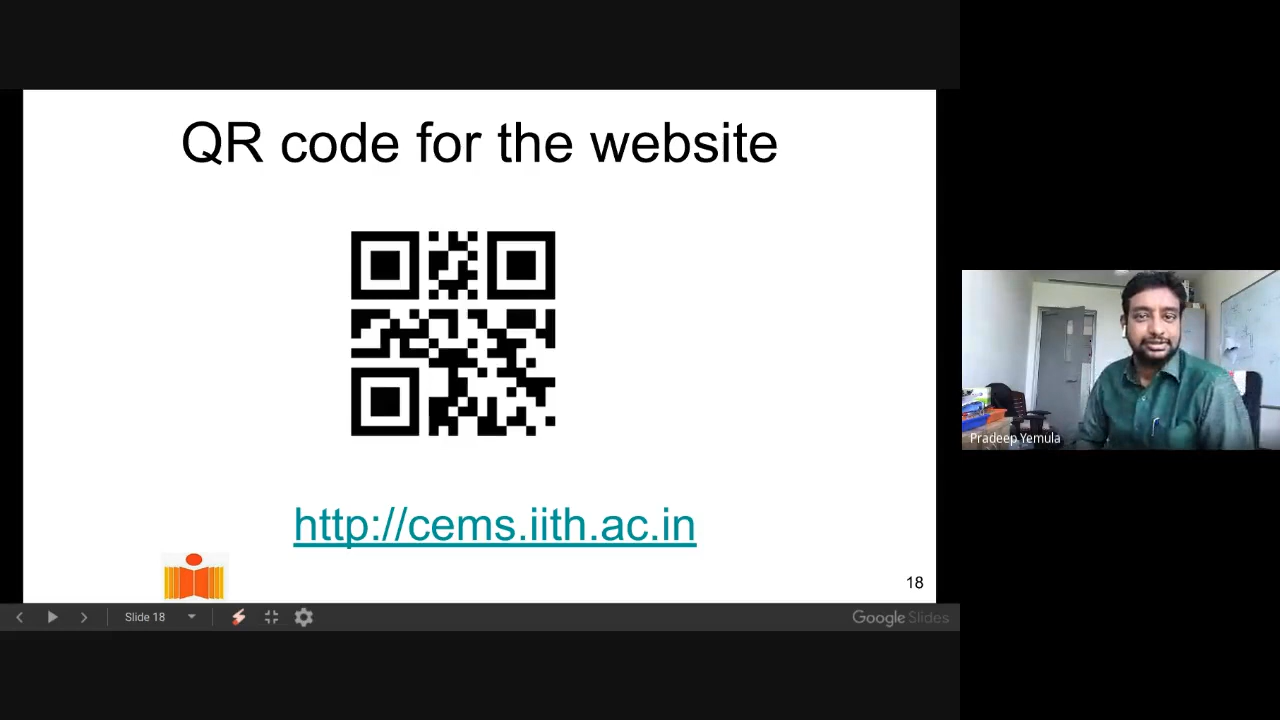 QR code for the website
http://cems.iith.ac.in
18
Slide 18
Google Slides
Pradeep Yemula